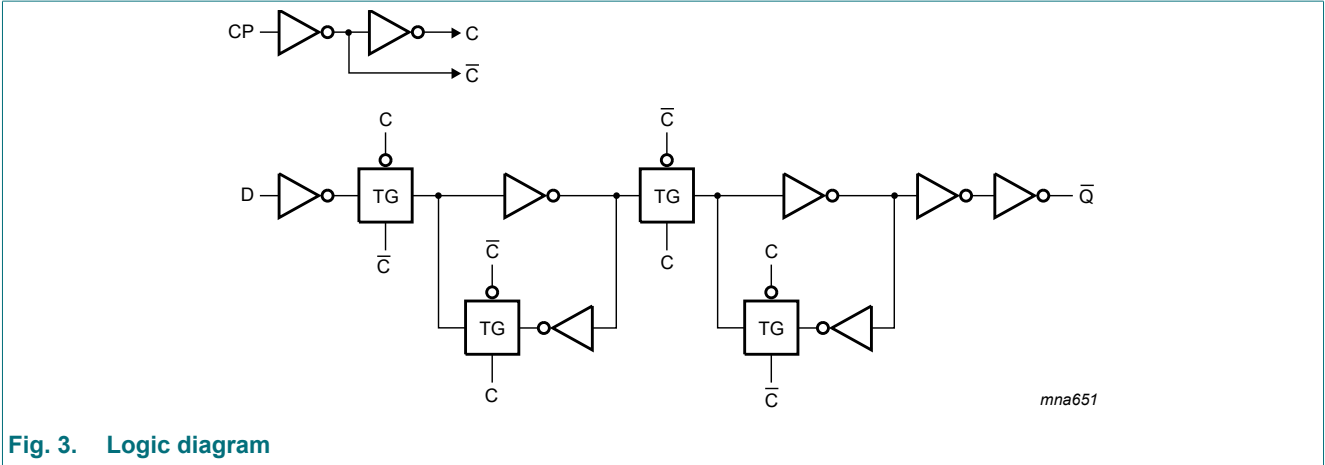 CP
C
C̅
C
C̅
D
TG
TG
Q̅
C̅
C
C̅
C
TG
TG
C
C̅
mna651
Fig. 3. Logic diagram